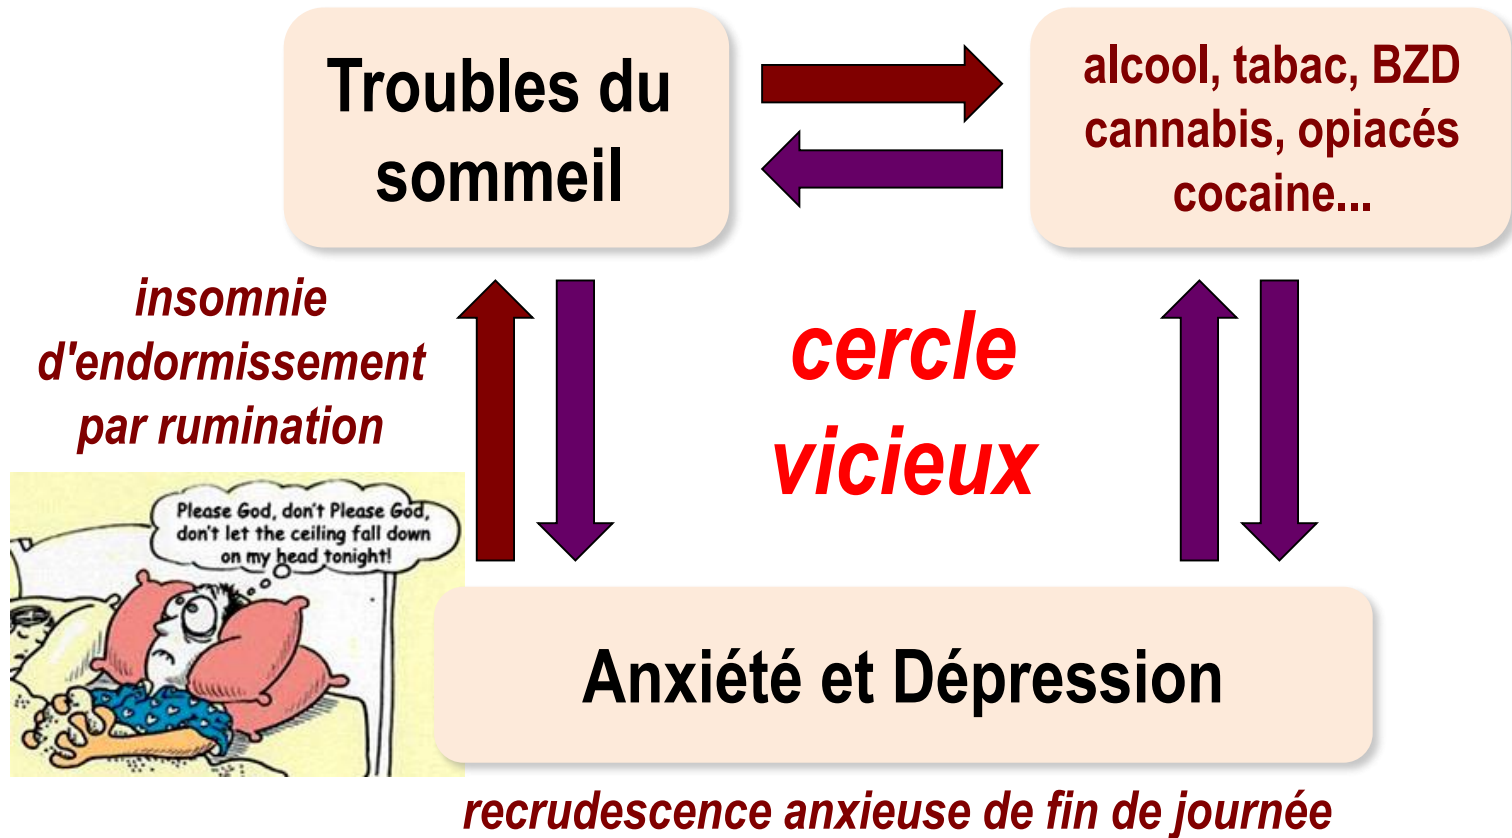 Troubles du
sommeil
alcool, tabac, BZD
cannabis, opiacés
cocaine...
insomnie
d'endormissement
par rumination
cercle
vicieux
Please God, don't Please God,
don't let the ceiling fall down
on my head tonight!
Anxiété et Dépression
recrudescence anxieuse de fin de journée